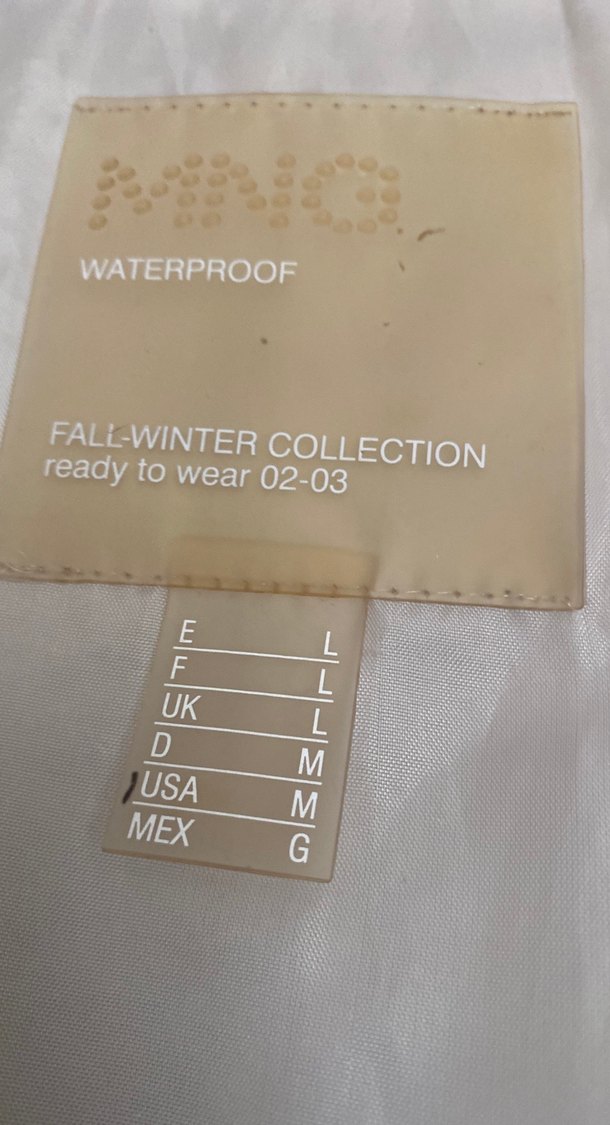 MNG
WATERPROOF
FALL-WINTER COLLECTION
ready to wear 02-03
E L
F L
UK L
D M
USA M
MEX G